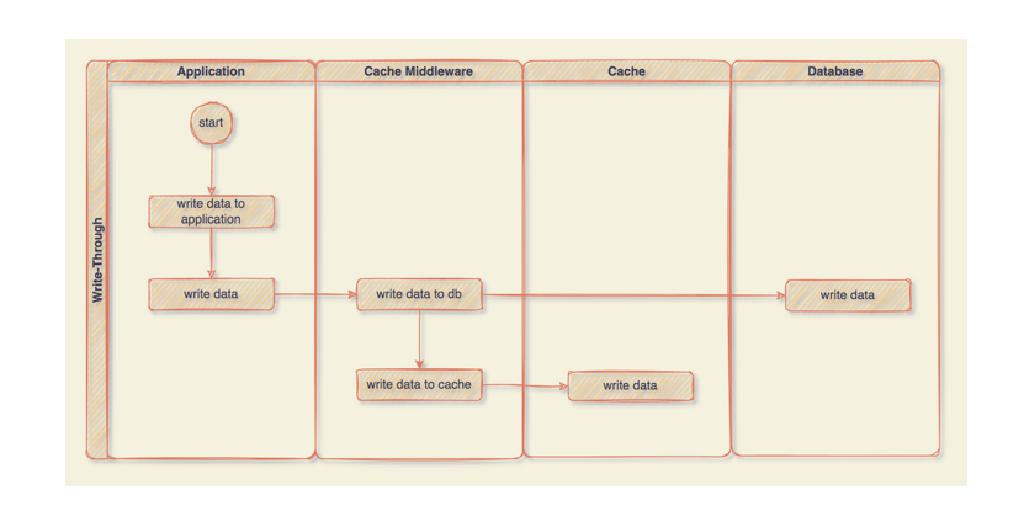 Application
Cache Middleware
Cache
Database
Write-Through
start
write data to
application
write data
write data to db
write data
write data to cache
write data